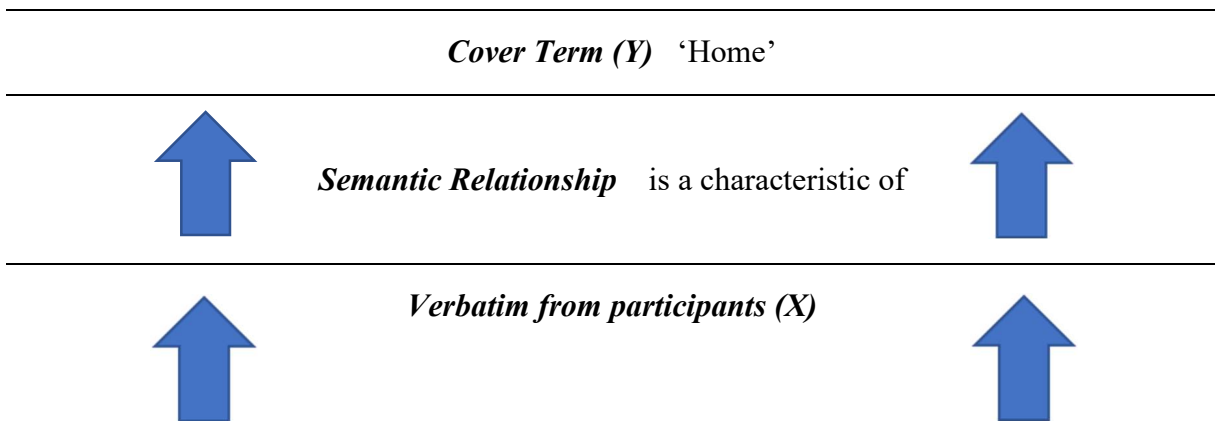 Cover Term (Y) ‘Home’
Semantic Relationship is a characteristic of
Verbatim from participants (X)